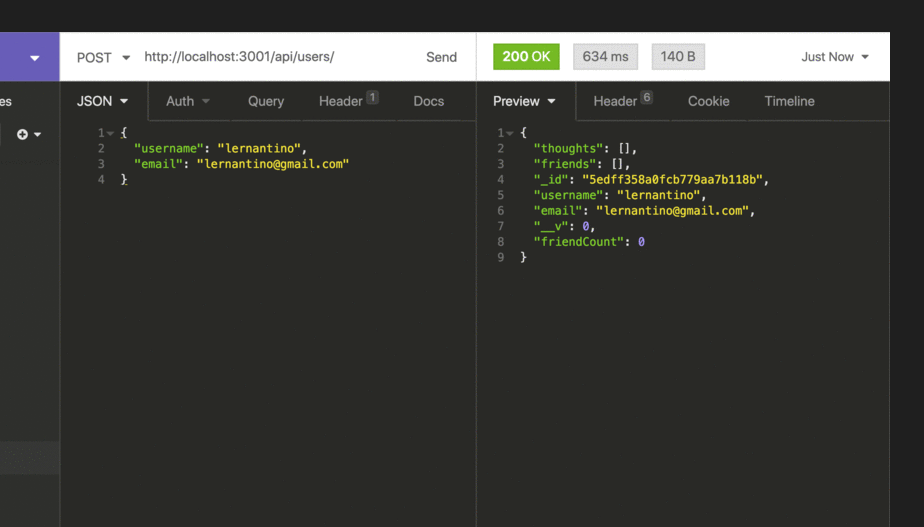 POST http://localhost:3001/api/users/ Send 200 OK 634 ms 140 B Just Now
es JSON Auth Query Header 1 Docs Preview Header 6 Cookie Timeline
1 {
2 "username": "lernantino",
3 "email": "lernantino@gmail.com"
4 }
1 {
2 "thoughts": [],
3 "friends": [],
4 "_id": "5edff358a0fcb779aa7b118b",
5 "username": "lernantino",
6 "email": "lernantino@gmail.com",
7 "__v": 0,
8 "friendCount": 0
9 }